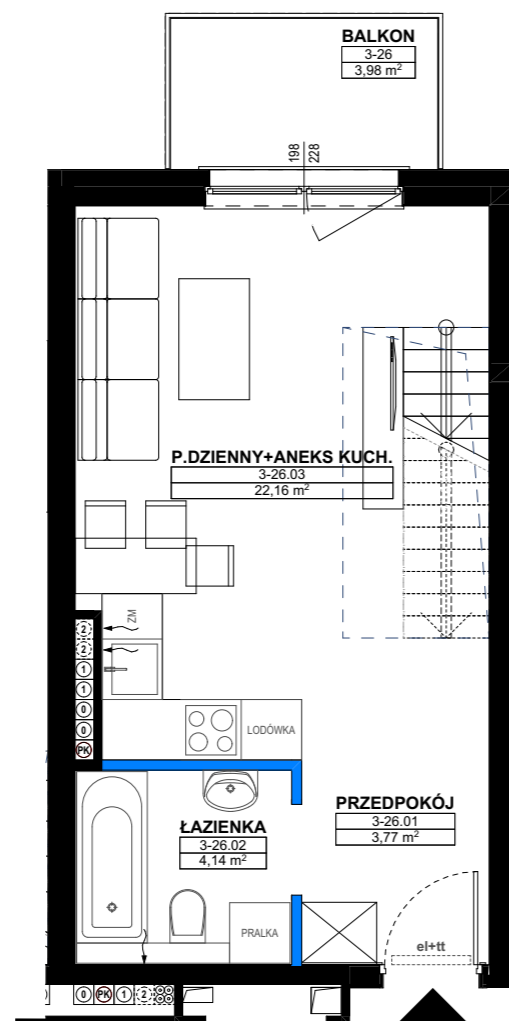 BALKON
3-26
3,98 m²
198
228
P.DZIENNY+ANEKS KUCH.
3-26.03
22,16 m²
ZM
2
2
1
1
0
0
PK
LODÓWKA
ŁAZIENKA
3-26.02
4,14 m²
PRZEDPOKÓJ
3-26.01
3,77 m²
PRALKA
el+tt
0
PK
1
2